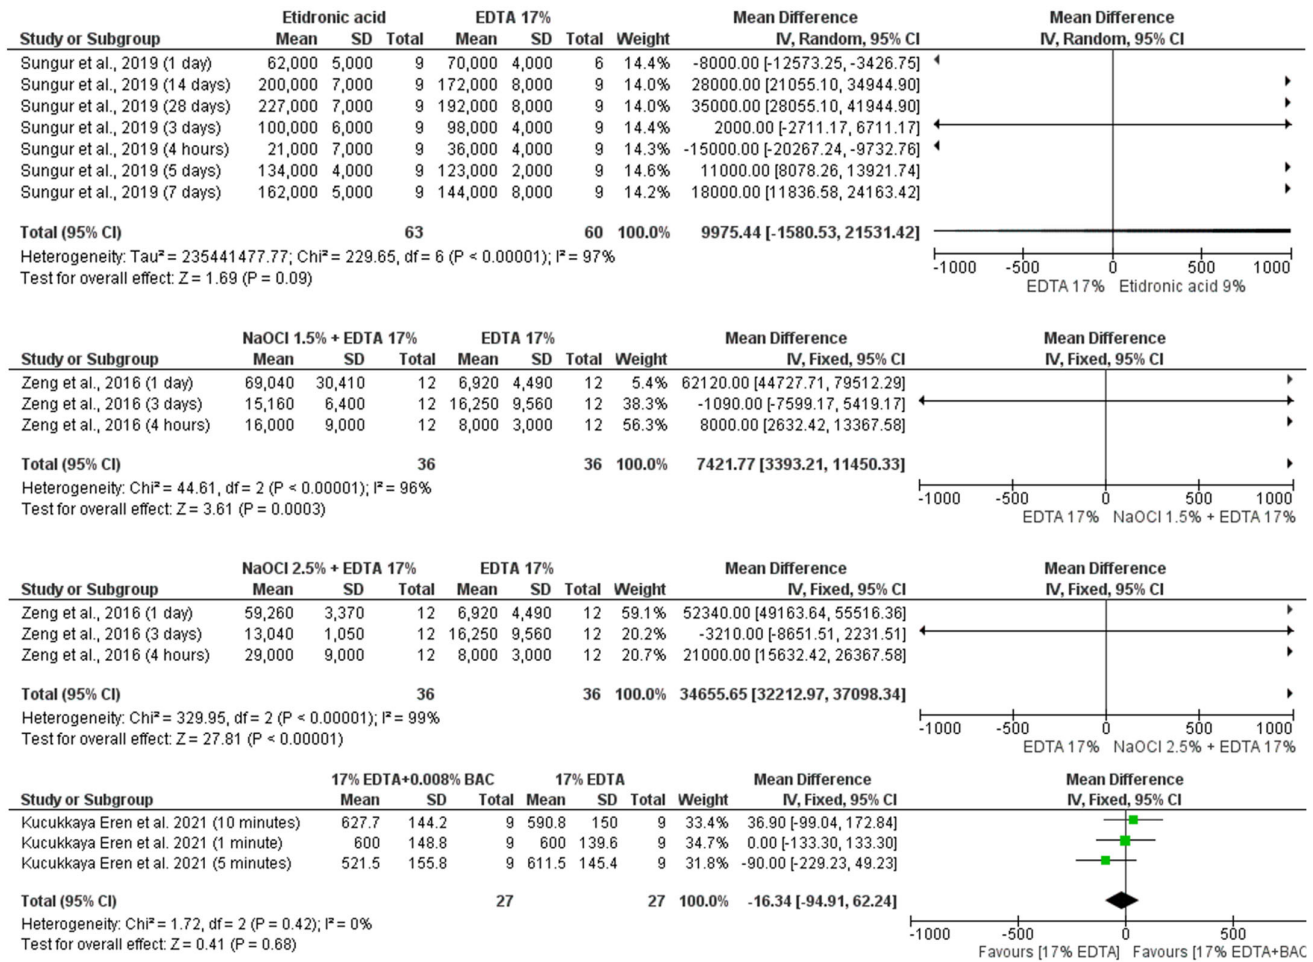 Etidronic acid EDTA 17% Mean Difference Mean Difference
Study or Subgroup Mean SD Total Mean SD Total Weight IV, Random, 95% CI IV, Random, 95% CI
Sungur et al., 2019 (1 day) 62,000 5,000 9 70,000 4,000 6 14.4% -8000.00 [-12573.25, -3426.75]
Sungur et al., 2019 (14 days) 200,000 7,000 9 172,000 8,000 9 14.0% 28000.00 [21055.10, 34944.90]
Sungur et al., 2019 (28 days) 227,000 7,000 9 192,000 8,000 9 14.0% 35000.00 [28055.10, 41944.90]
Sungur et al., 2019 (3 days) 100,000 6,000 9 98,000 4,000 9 14.4% 2000.00 [-2711.17, 6711.17]
Sungur et al., 2019 (4 hours) 21,000 7,000 9 36,000 4,000 9 14.3% -15000.00 [-20267.24, -9732.76]
Sungur et al., 2019 (5 days) 134,000 4,000 9 123,000 2,000 9 14.6% 11000.00 [8078.26, 13921.74]
Sungur et al., 2019 (7 days) 162,000 5,000 9 144,000 8,000 9 14.2% 18000.00 [11836.58, 24163.42]
Total (95% CI) 63 60 100.0% 9975.44 [-1580.53, 21531.42]
Heterogeneity: Tau² = 235441477.77; Chi² = 229.65, df = 6 (P < 0.00001); I² = 97%
Test for overall effect: Z = 1.69 (P = 0.09)
-1000 -500 0 500 1000
EDTA 17% Etidronic acid 9%
NaOCl 1.5% + EDTA 17% EDTA 17% Mean Difference Mean Difference
Study or Subgroup Mean SD Total Mean SD Total Weight IV, Fixed, 95% CI IV, Fixed, 95% CI
Zeng et al., 2016 (1 day) 69,040 30,410 12 6,920 4,490 12 5.4% 62120.00 [44727.71, 79512.29]
Zeng et al., 2016 (3 days) 15,160 6,400 12 16,250 9,560 12 38.3% -1090.00 [-7599.17, 5419.17]
Zeng et al., 2016 (4 hours) 16,000 9,000 12 8,000 3,000 12 56.3% 8000.00 [2632.42, 13367.58]
Total (95% CI) 36 36 100.0% 7421.77 [3393.21, 11450.33]
Heterogeneity: Chi² = 44.61, df = 2 (P < 0.00001); I² = 96%
Test for overall effect: Z = 3.61 (P = 0.0003)
-1000 -500 0 500 1000
EDTA 17% NaOCl 1.5% + EDTA 17%
NaOCl 2.5% + EDTA 17% EDTA 17% Mean Difference Mean Difference
Study or Subgroup Mean SD Total Mean SD Total Weight IV, Fixed, 95% CI IV, Fixed, 95% CI
Zeng et al., 2016 (1 day) 59,260 3,370 12 6,920 4,490 12 59.1% 52340.00 [49163.64, 55516.36]
Zeng et al., 2016 (3 days) 13,040 1,050 12 16,250 9,560 12 20.2% -3210.00 [-8651.51, 2231.51]
Zeng et al., 2016 (4 hours) 29,000 9,000 12 8,000 3,000 12 20.7% 21000.00 [15632.42, 26367.58]
Total (95% CI) 36 36 100.0% 34655.65 [32212.97, 37098.34]
Heterogeneity: Chi² = 329.95, df = 2 (P < 0.00001); I² = 99%
Test for overall effect: Z = 27.81 (P < 0.00001)
-1000 -500 0 500 1000
EDTA 17% NaOCl 2.5% + EDTA 17%
17% EDTA+0.008% BAC 17% EDTA Mean Difference Mean Difference
Study or Subgroup Mean SD Total Mean SD Total Weight IV, Fixed, 95% CI IV, Fixed, 95% CI
Kucukkaya Eren et al. 2021 (10 minutes) 627.7 144.2 9 590.8 150 9 33.4% 36.90 [-99.04, 172.84]
Kucukkaya Eren et al. 2021 (1 minute) 600 148.8 9 600 139.6 9 34.7% 0.00 [-133.30, 133.30]
Kucukkaya Eren et al. 2021 (5 minutes) 521.5 155.8 9 611.5 145.4 9 31.8% -90.00 [-229.23, 49.23]
Total (95% CI) 27 27 100.0% -16.34 [-94.91, 62.24]
Heterogeneity: Chi² = 1.72, df = 2 (P = 0.42); I² = 0%
Test for overall effect: Z = 0.41 (P = 0.68)
-1000 -500 0 500
Favours [17% EDTA] Favours [17% EDTA+BAC